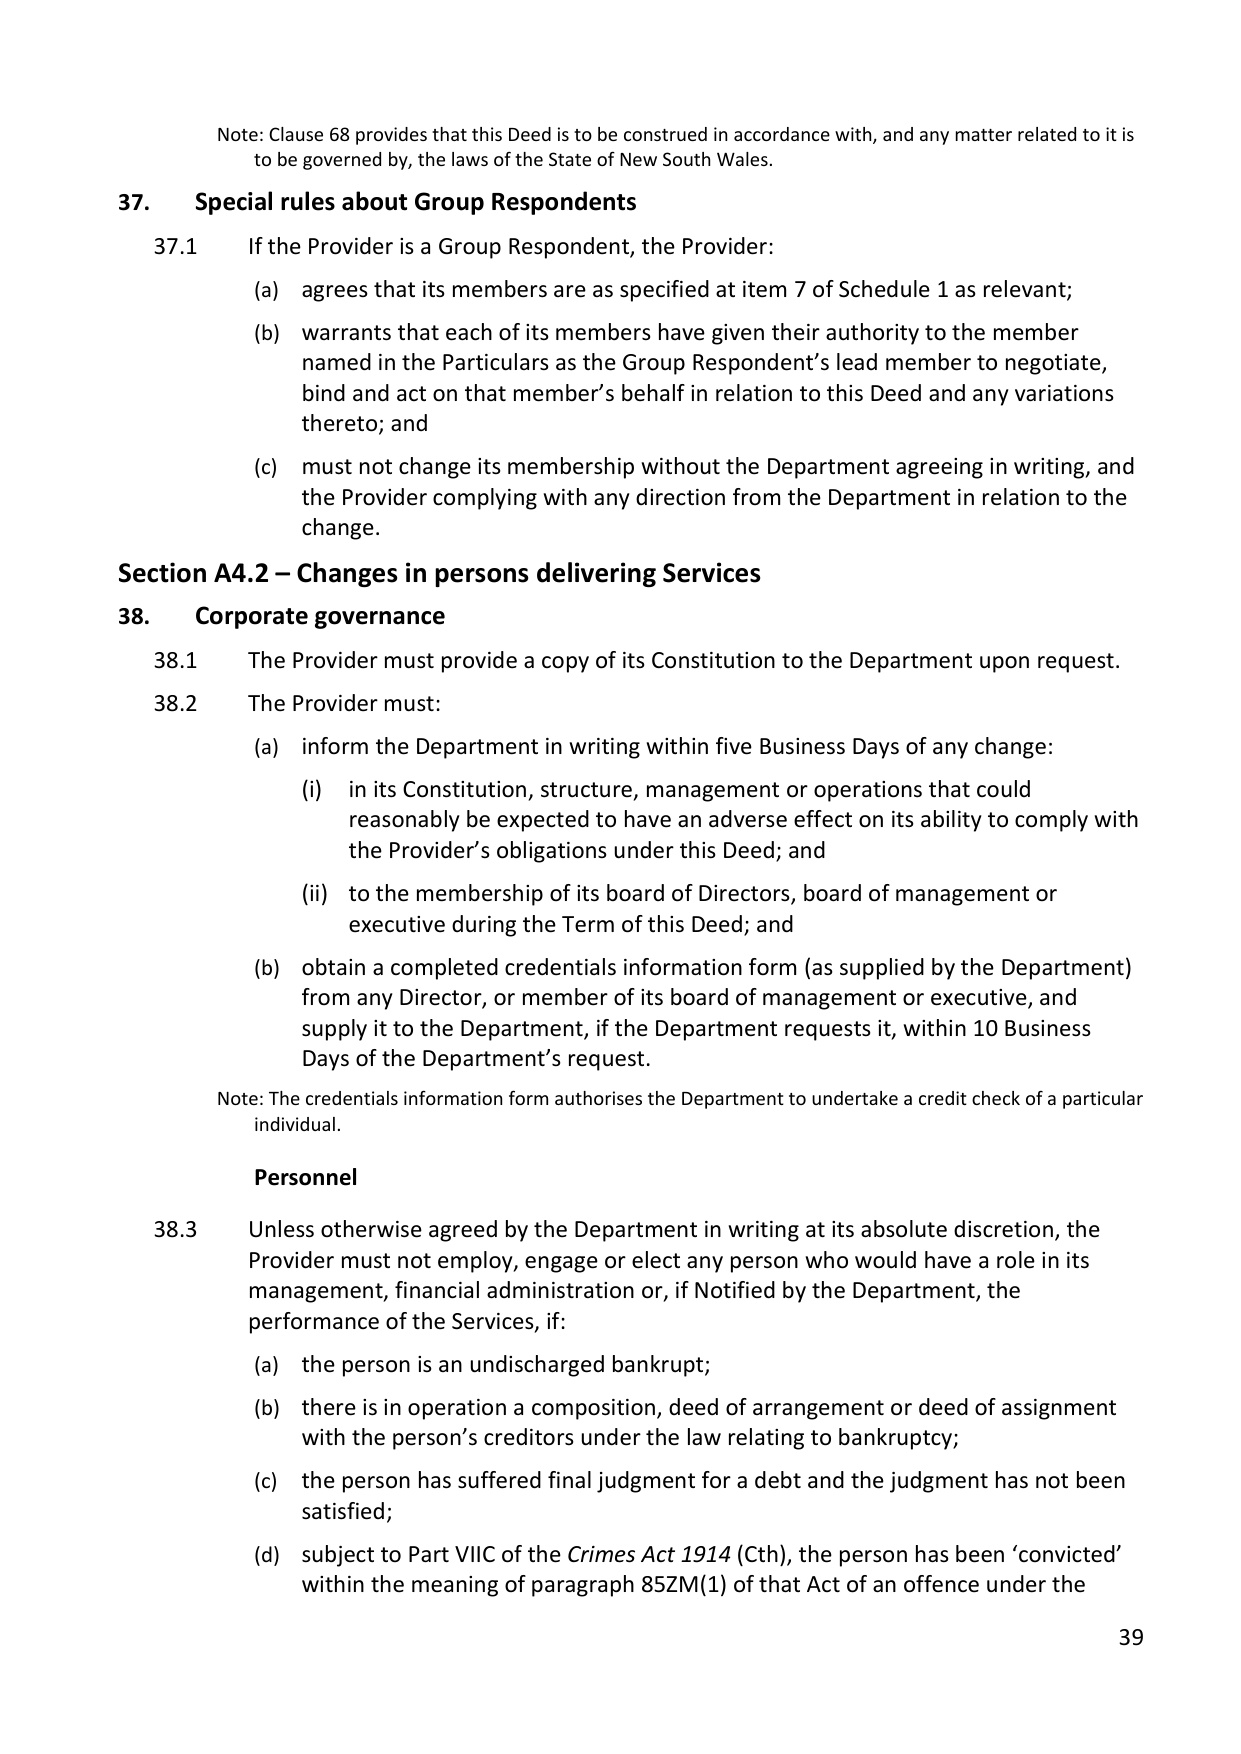 Note: Clause 68 provides that this Deed is to be construed in accordance with, and any matter related to it is
to be governed by, the laws of the State of New South Wales.
37. Special rules about Group Respondents
37.1 If the Provider is a Group Respondent, the Provider:
(a) agrees that its members are as specified at item 7 of Schedule 1 as relevant;
(b) warrants that each of its members have given their authority to the member
named in the Particulars as the Group Respondent’s lead member to negotiate,
bind and act on that member’s behalf in relation to this Deed and any variations
thereto; and
(c) must not change its membership without the Department agreeing in writing, and
the Provider complying with any direction from the Department in relation to the
change.
Section A4.2 – Changes in persons delivering Services
38. Corporate governance
38.1 The Provider must provide a copy of its Constitution to the Department upon request.
38.2 The Provider must:
(a) inform the Department in writing within five Business Days of any change:
(i) in its Constitution, structure, management or operations that could
reasonably be expected to have an adverse effect on its ability to comply with
the Provider’s obligations under this Deed; and
(ii) to the membership of its board of Directors, board of management or
executive during the Term of this Deed; and
(b) obtain a completed credentials information form (as supplied by the Department)
from any Director, or member of its board of management or executive, and
supply it to the Department, if the Department requests it, within 10 Business
Days of the Department’s request.
Note: The credentials information form authorises the Department to undertake a credit check of a particular
individual.
Personnel
38.3 Unless otherwise agreed by the Department in writing at its absolute discretion, the
Provider must not employ, engage or elect any person who would have a role in its
management, financial administration or, if Notified by the Department, the
performance of the Services, if:
(a) the person is an undischarged bankrupt;
(b) there is in operation a composition, deed of arrangement or deed of assignment
with the person’s creditors under the law relating to bankruptcy;
(c) the person has suffered final judgment for a debt and the judgment has not been
satisfied;
(d) subject to Part VIIC of the Crimes Act 1914 (Cth), the person has been ‘convicted’
within the meaning of paragraph 85ZM(1) of that Act of an offence under the
39